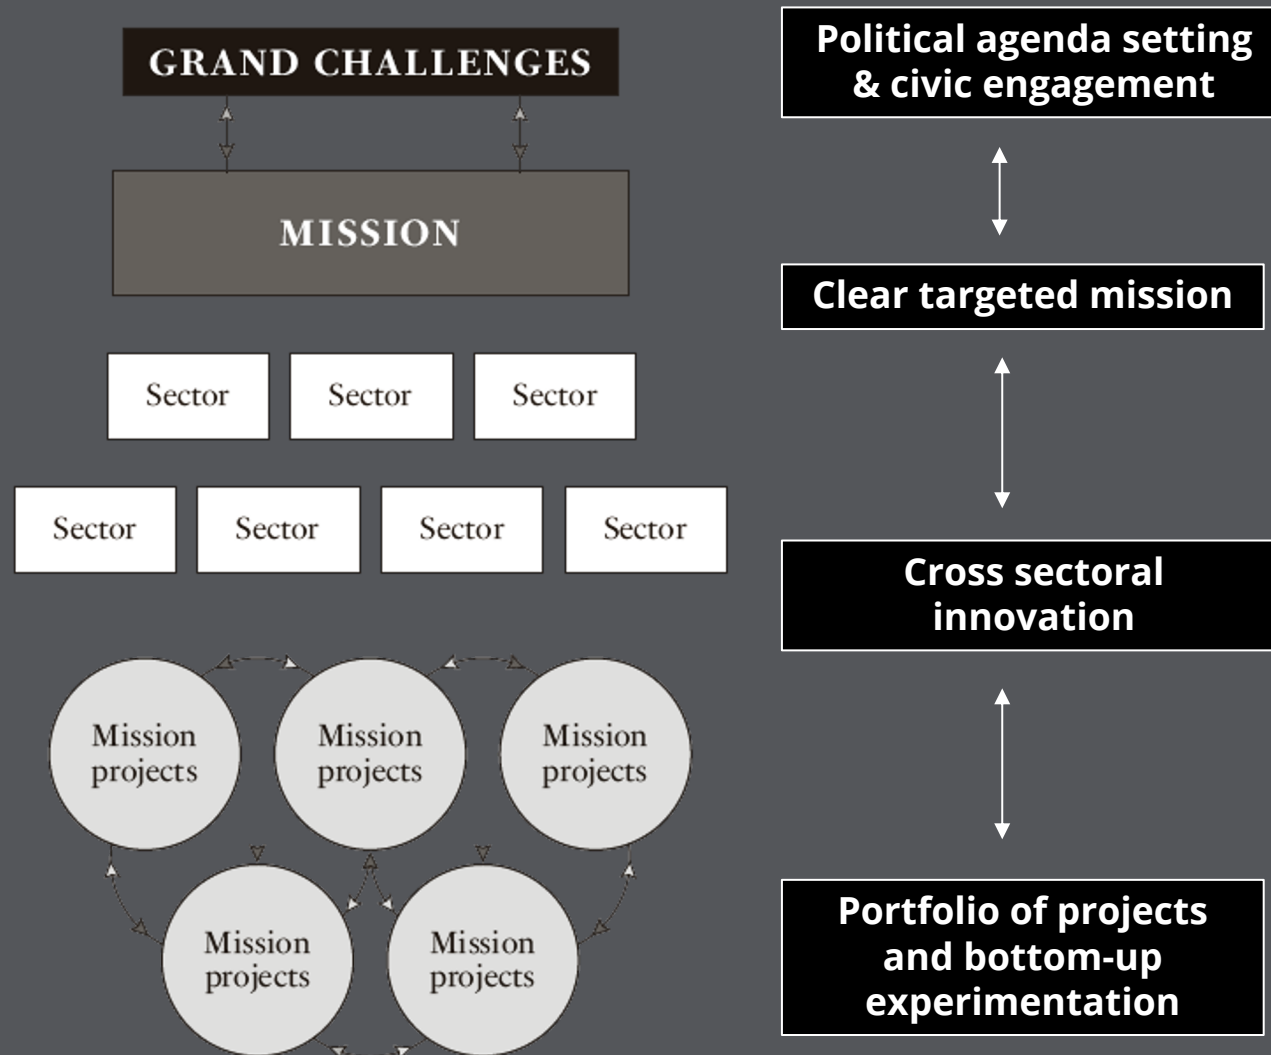 GRAND CHALLENGES
MISSION
Sector
Sector
Sector
Sector
Sector
Sector
Sector
Mission
projects
Mission
projects
Mission
projects
Mission
projects
Mission
projects
Political agenda setting
& civic engagement
Clear targeted mission
Cross sectoral
innovation
Portfolio of projects
and bottom-up
experimentation